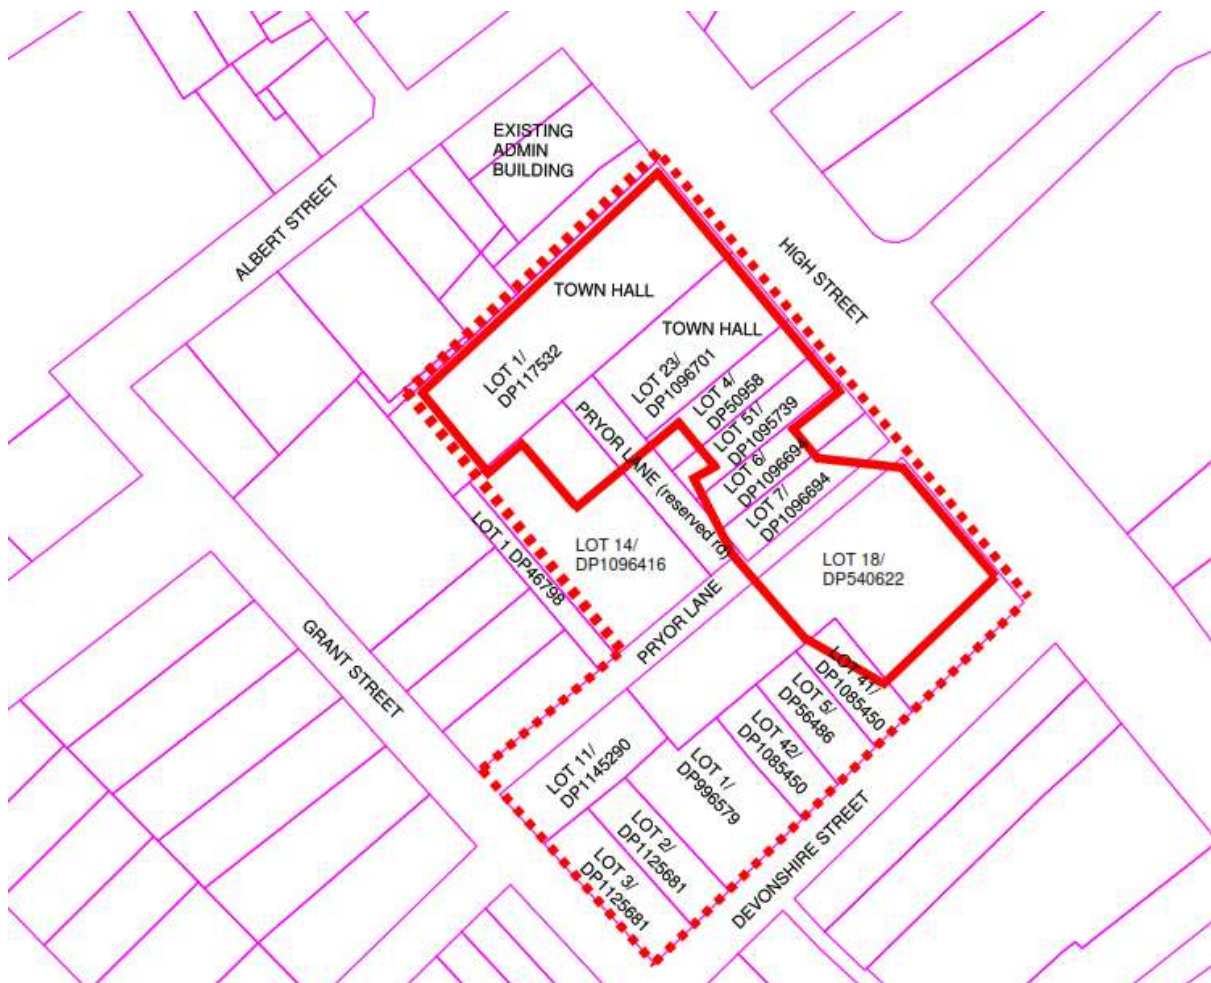 EXISTING
ADMIN
BUILDING
ALBERT STREET
HIGH STREET
TOWN HALL
TOWN HALL
LOT 1/
DP117532
LOT 23/
DP1096701
LOT 4/
DP50958
LOT 51/
DP1095739
LOT 6/
DP1096694
LOT 7/
DP1096694
PRYOR LANE (reserved rd)
LOT 1 DP46798
LOT 14/
DP1096416
LOT 18/
DP540622
PRYOR LANE
GRANT STREET
LOT 41/
DP1085450
LOT 5/
DP56486
LOT 42/
DP1085450
LOT 1/
DP996579
LOT 11/
DP1145290
LOT 2/
DP1125681
LOT 3/
DP1125681
DEVONSHIRE STREET